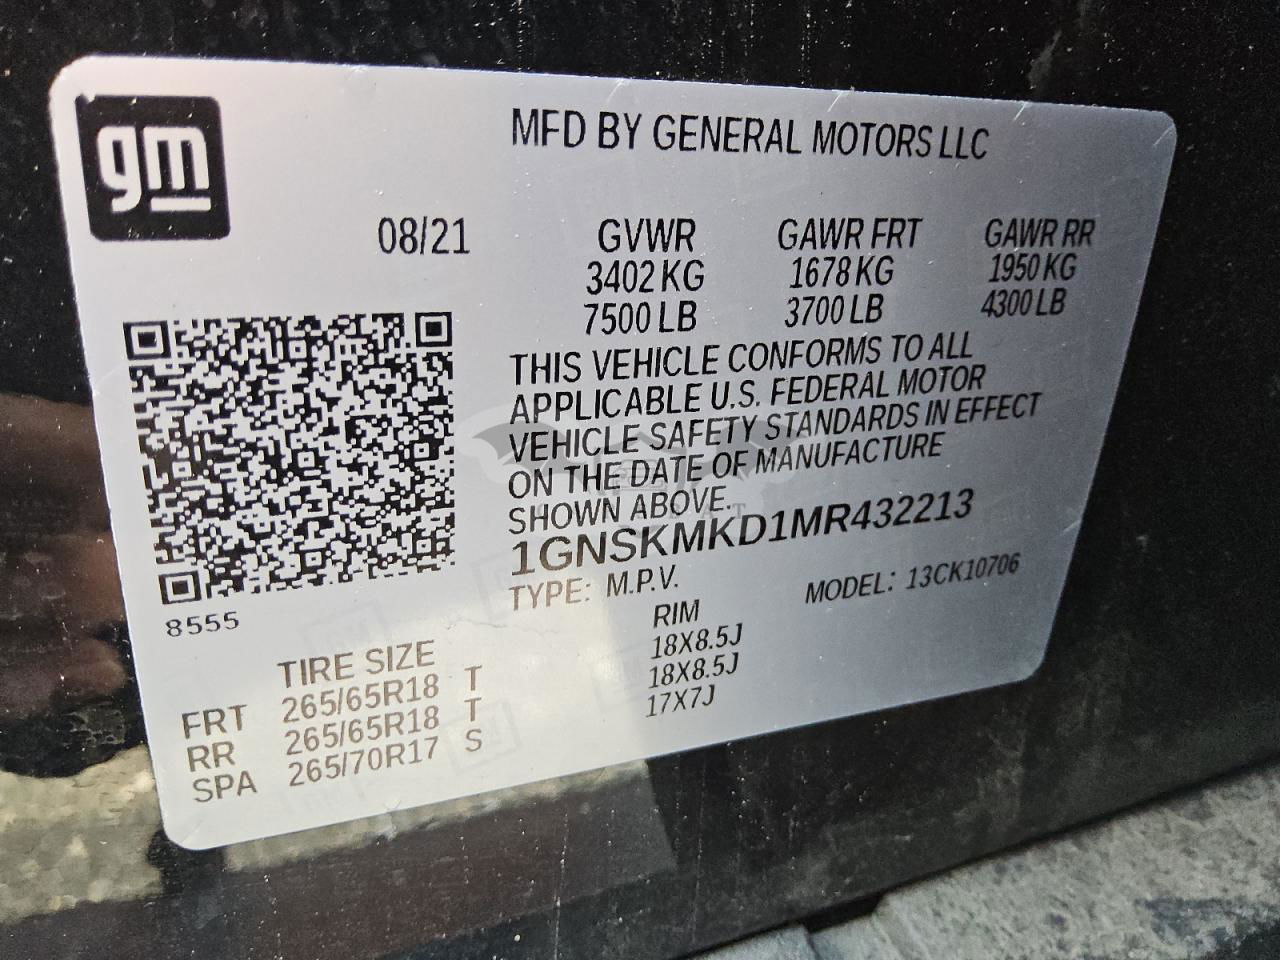 gm
MFD BY GENERAL MOTORS LLC
08/21 GVWR GAWR FRT GAWR RR
3402 KG 1678 KG 1950 KG
7500 LB 3700 LB 4300 LB
THIS VEHICLE CONFORMS TO ALL
APPLICABLE U.S. FEDERAL MOTOR
VEHICLE SAFETY STANDARDS IN EFFECT
ON THE DATE OF MANUFACTURE
SHOWN ABOVE.
1GNSKMKD1MR432213
TYPE: M.P.V. MODEL: 13CK10706
8555
TIRE SIZE RIM
FRT 265/65R18 T 18X8.5J
RR 265/65R18 T 18X8.5J
SPA 265/70R17 S 17X7J